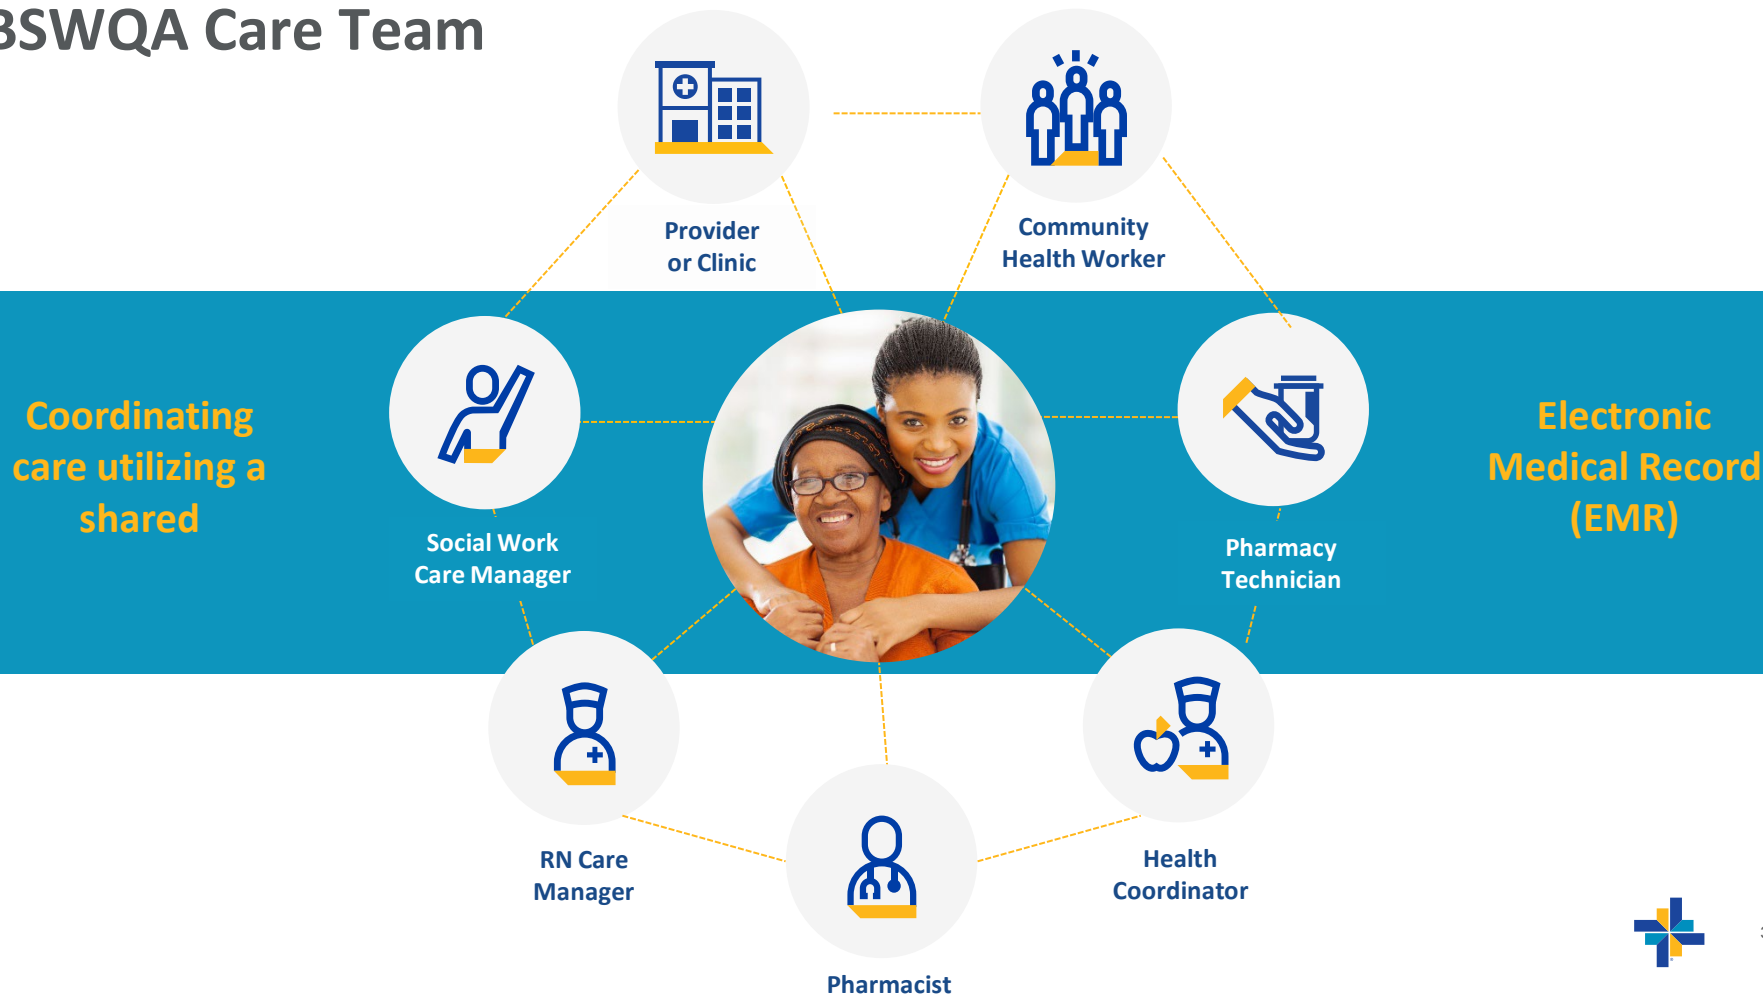 BSWQA Care Team
Provider
or Clinic
Community
Health Worker
Coordinating
care utilizing a
shared
Electronic
Medical Record
(EMR)
Social Work
Care Manager
Pharmacy
Technician
RN Care
Manager
Health
Coordinator
Pharmacist